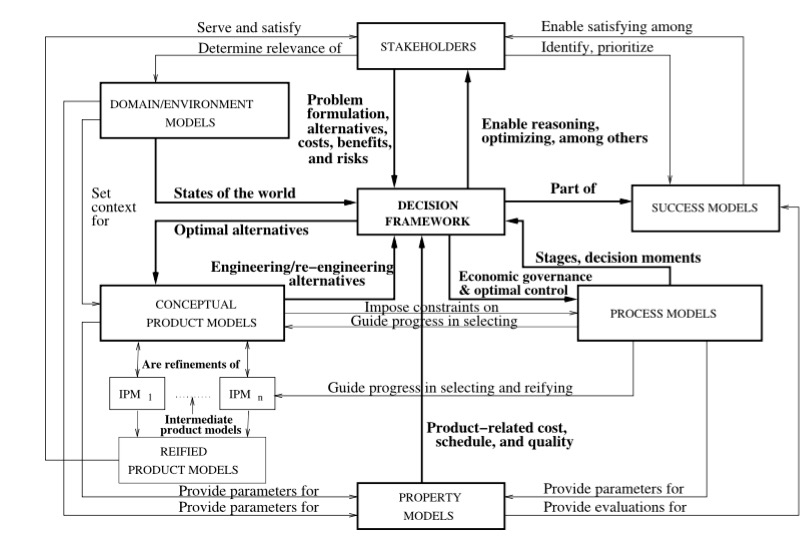 Serve and satisfy
Enable satisfying among
STAKEHOLDERS
Determine relevance of
Identify, prioritize
DOMAIN/ENVIRONMENT
MODELS
Problem
formulation,
alternatives,
costs, benefits,
and risks
Enable reasoning,
optimizing, among others
Set
context
for
States of the world
Part of
DECISION
FRAMEWORK
SUCCESS MODELS
Optimal alternatives
Stages, decision moments
Engineering/re−engineering
alternatives
Economic governance
& optimal control
CONCEPTUAL
PRODUCT MODELS
Impose constraints on
Guide progress in selecting
PROCESS MODELS
Are refinements of
IPM 1
..........
IPM n
Guide progress in selecting and reifying
Intermediate
product models
Product−related cost,
schedule, and quality
REIFIED
PRODUCT MODELS
Provide parameters for
Provide parameters for
PROPERTY
MODELS
Provide parameters for
Provide evaluations for